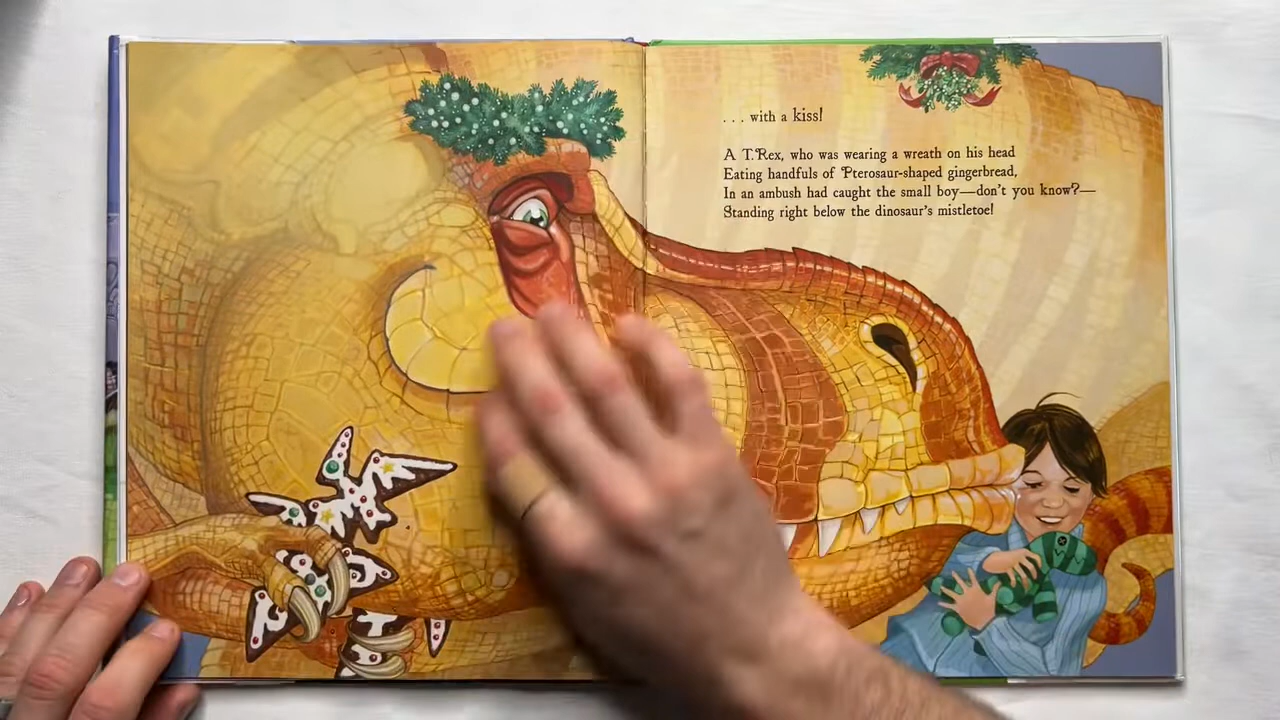 . . . with a kiss!
A T.Rex, who was wearing a wreath on his head
Eating handfuls of Pterosaur-shaped gingerbread,
In an ambush had caught the small boy—don't you know?—
Standing right below the dinosaur's mistletoe!